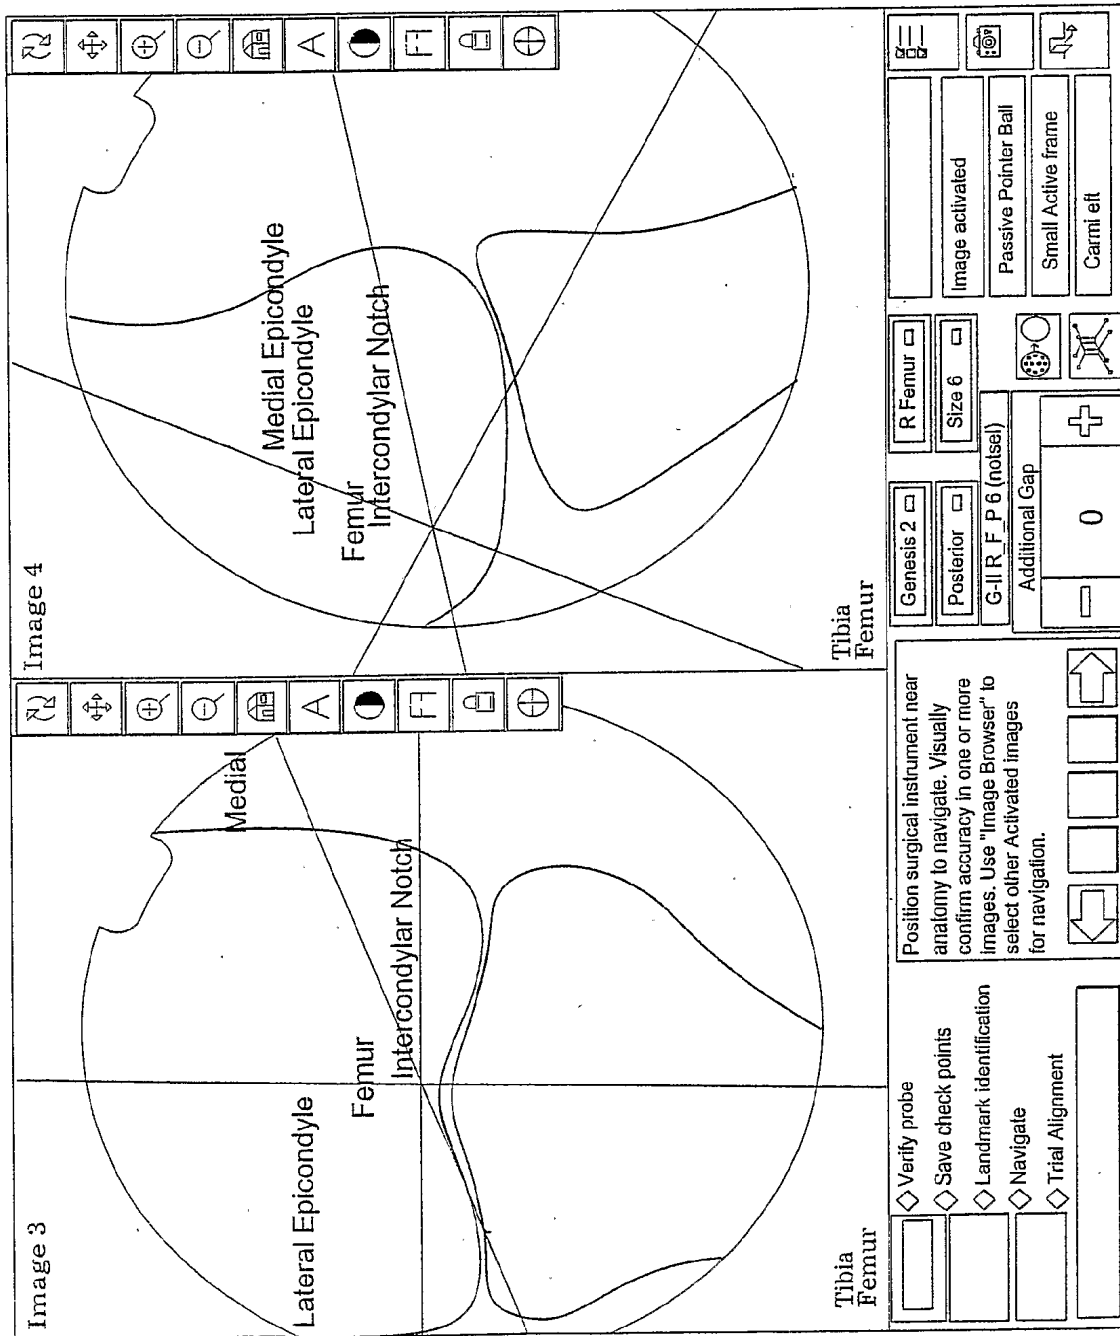 Image 3
Medial
Lateral Epicondyle
Femur
Intercondylar Notch
Tibia
Femur
A
Image 4
Medial Epicondyle
Lateral Epicondyle
Femur
Intercondylar Notch
Tibia
Femur
A
Verify probe
Save check points
Landmark identification
Navigate
Trial Alignment
Position surgical instrument near
anatomy to navigate. Visually
confirm accuracy in one or more
images. Use "Image Browser" to
select other Activated images
for navigation.
Genesis 2
R Femur
Posterior
Size 6
G-II R_F_P 6 (notsel)
Additional Gap
0
Image activated
Passive Pointer Ball
Small Active frame
Carmi eft